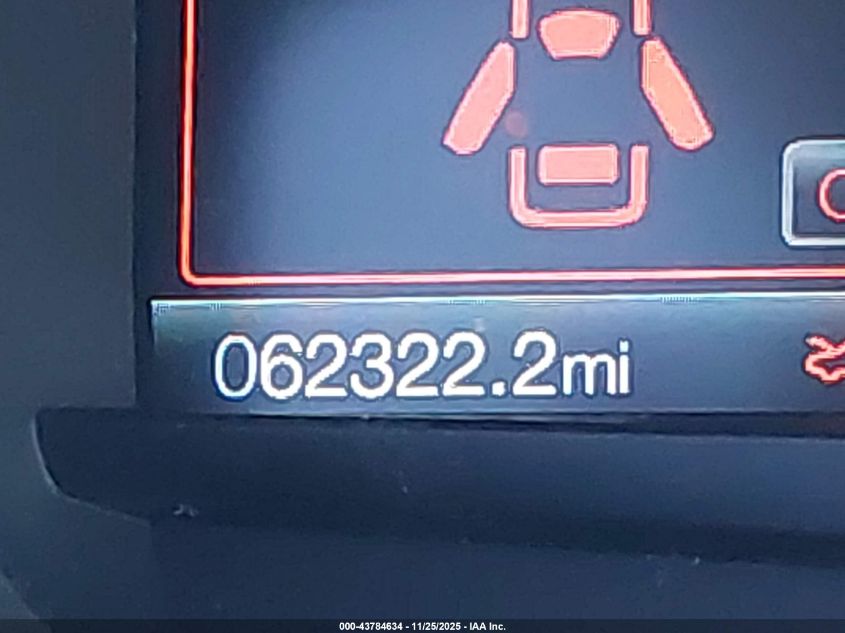 062322.2mi
000-43784634 - 11/25/2025 - IAA Inc.